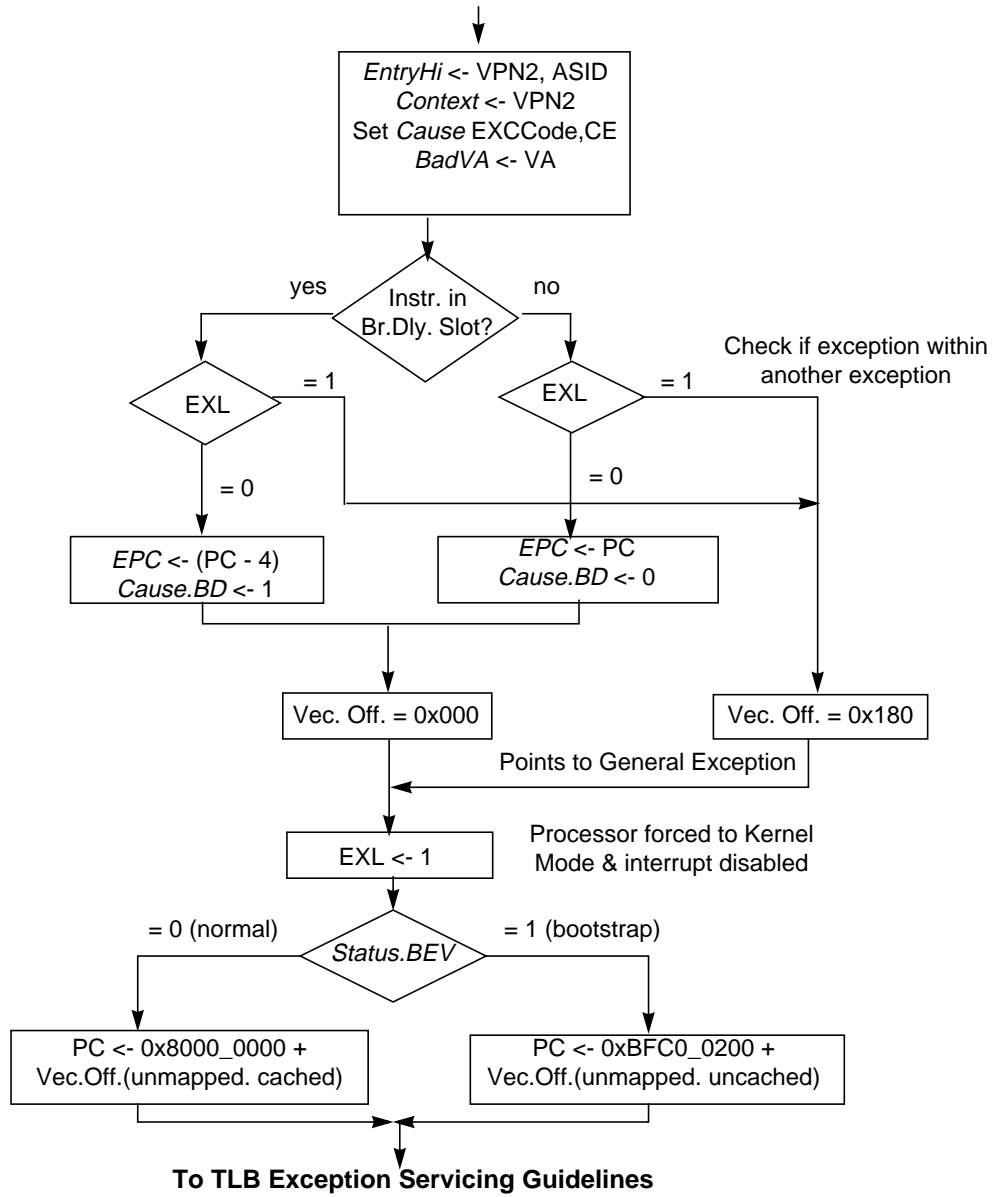 EntryHi <- VPN2, ASID
Context <- VPN2
Set Cause EXCCode,CE
BadVA <- VA
yes
Instr. in
Br.Dly. Slot?
no
Check if exception within
another exception
EXL
= 1
EXL
= 1
= 0
= 0
EPC <- (PC - 4)
Cause.BD <- 1
EPC <- PC
Cause.BD <- 0
Vec. Off. = 0x000
Vec. Off. = 0x180
Points to General Exception
EXL <- 1
Processor forced to Kernel
Mode & interrupt disabled
= 0 (normal)
Status.BEV
= 1 (bootstrap)
PC <- 0x8000_0000 +
Vec.Off.(unmapped. cached)
PC <- 0xBFC0_0200 +
Vec.Off.(unmapped. uncached)
To TLB Exception Servicing Guidelines